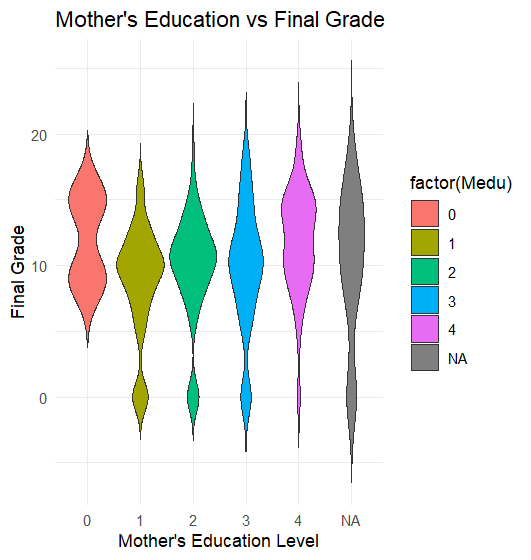 Mother's Education vs Final Grade
Final Grade
20
10
0
0
1
2
3
4
NA
Mother's Education Level
factor(Medu)
0
1
2
3
4
NA